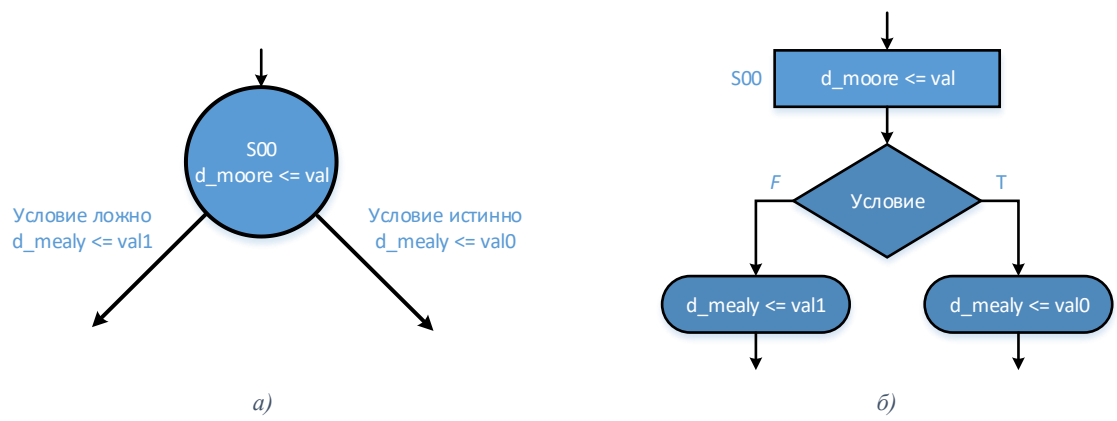 S00
d_moore <= val
Условие ложно
d_mealy <= val1
Условие истинно
d_mealy <= val0
а)
S00
d_moore <= val
F
T
Условие
d_mealy <= val1
d_mealy <= val0
б)